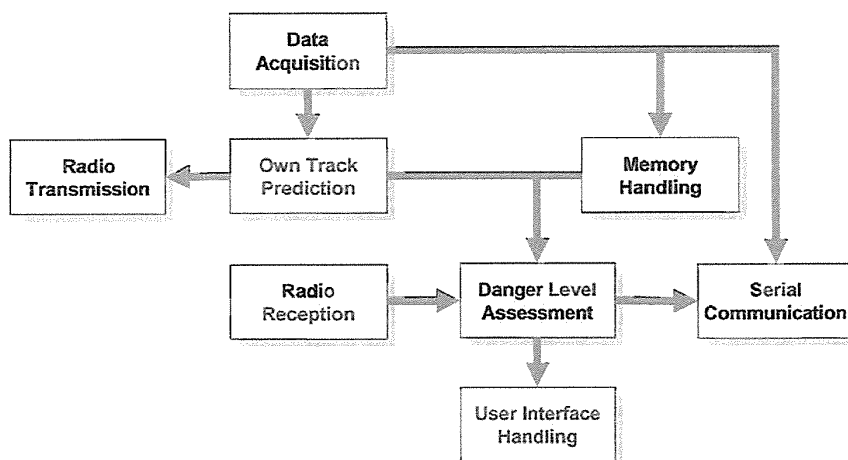 Data
Acquisition
Radio
Transmission
Own Track
Prediction
Memory
Handling
Radio
Reception
Danger Level
Assessment
Serial
Communication
User Interface
Handling